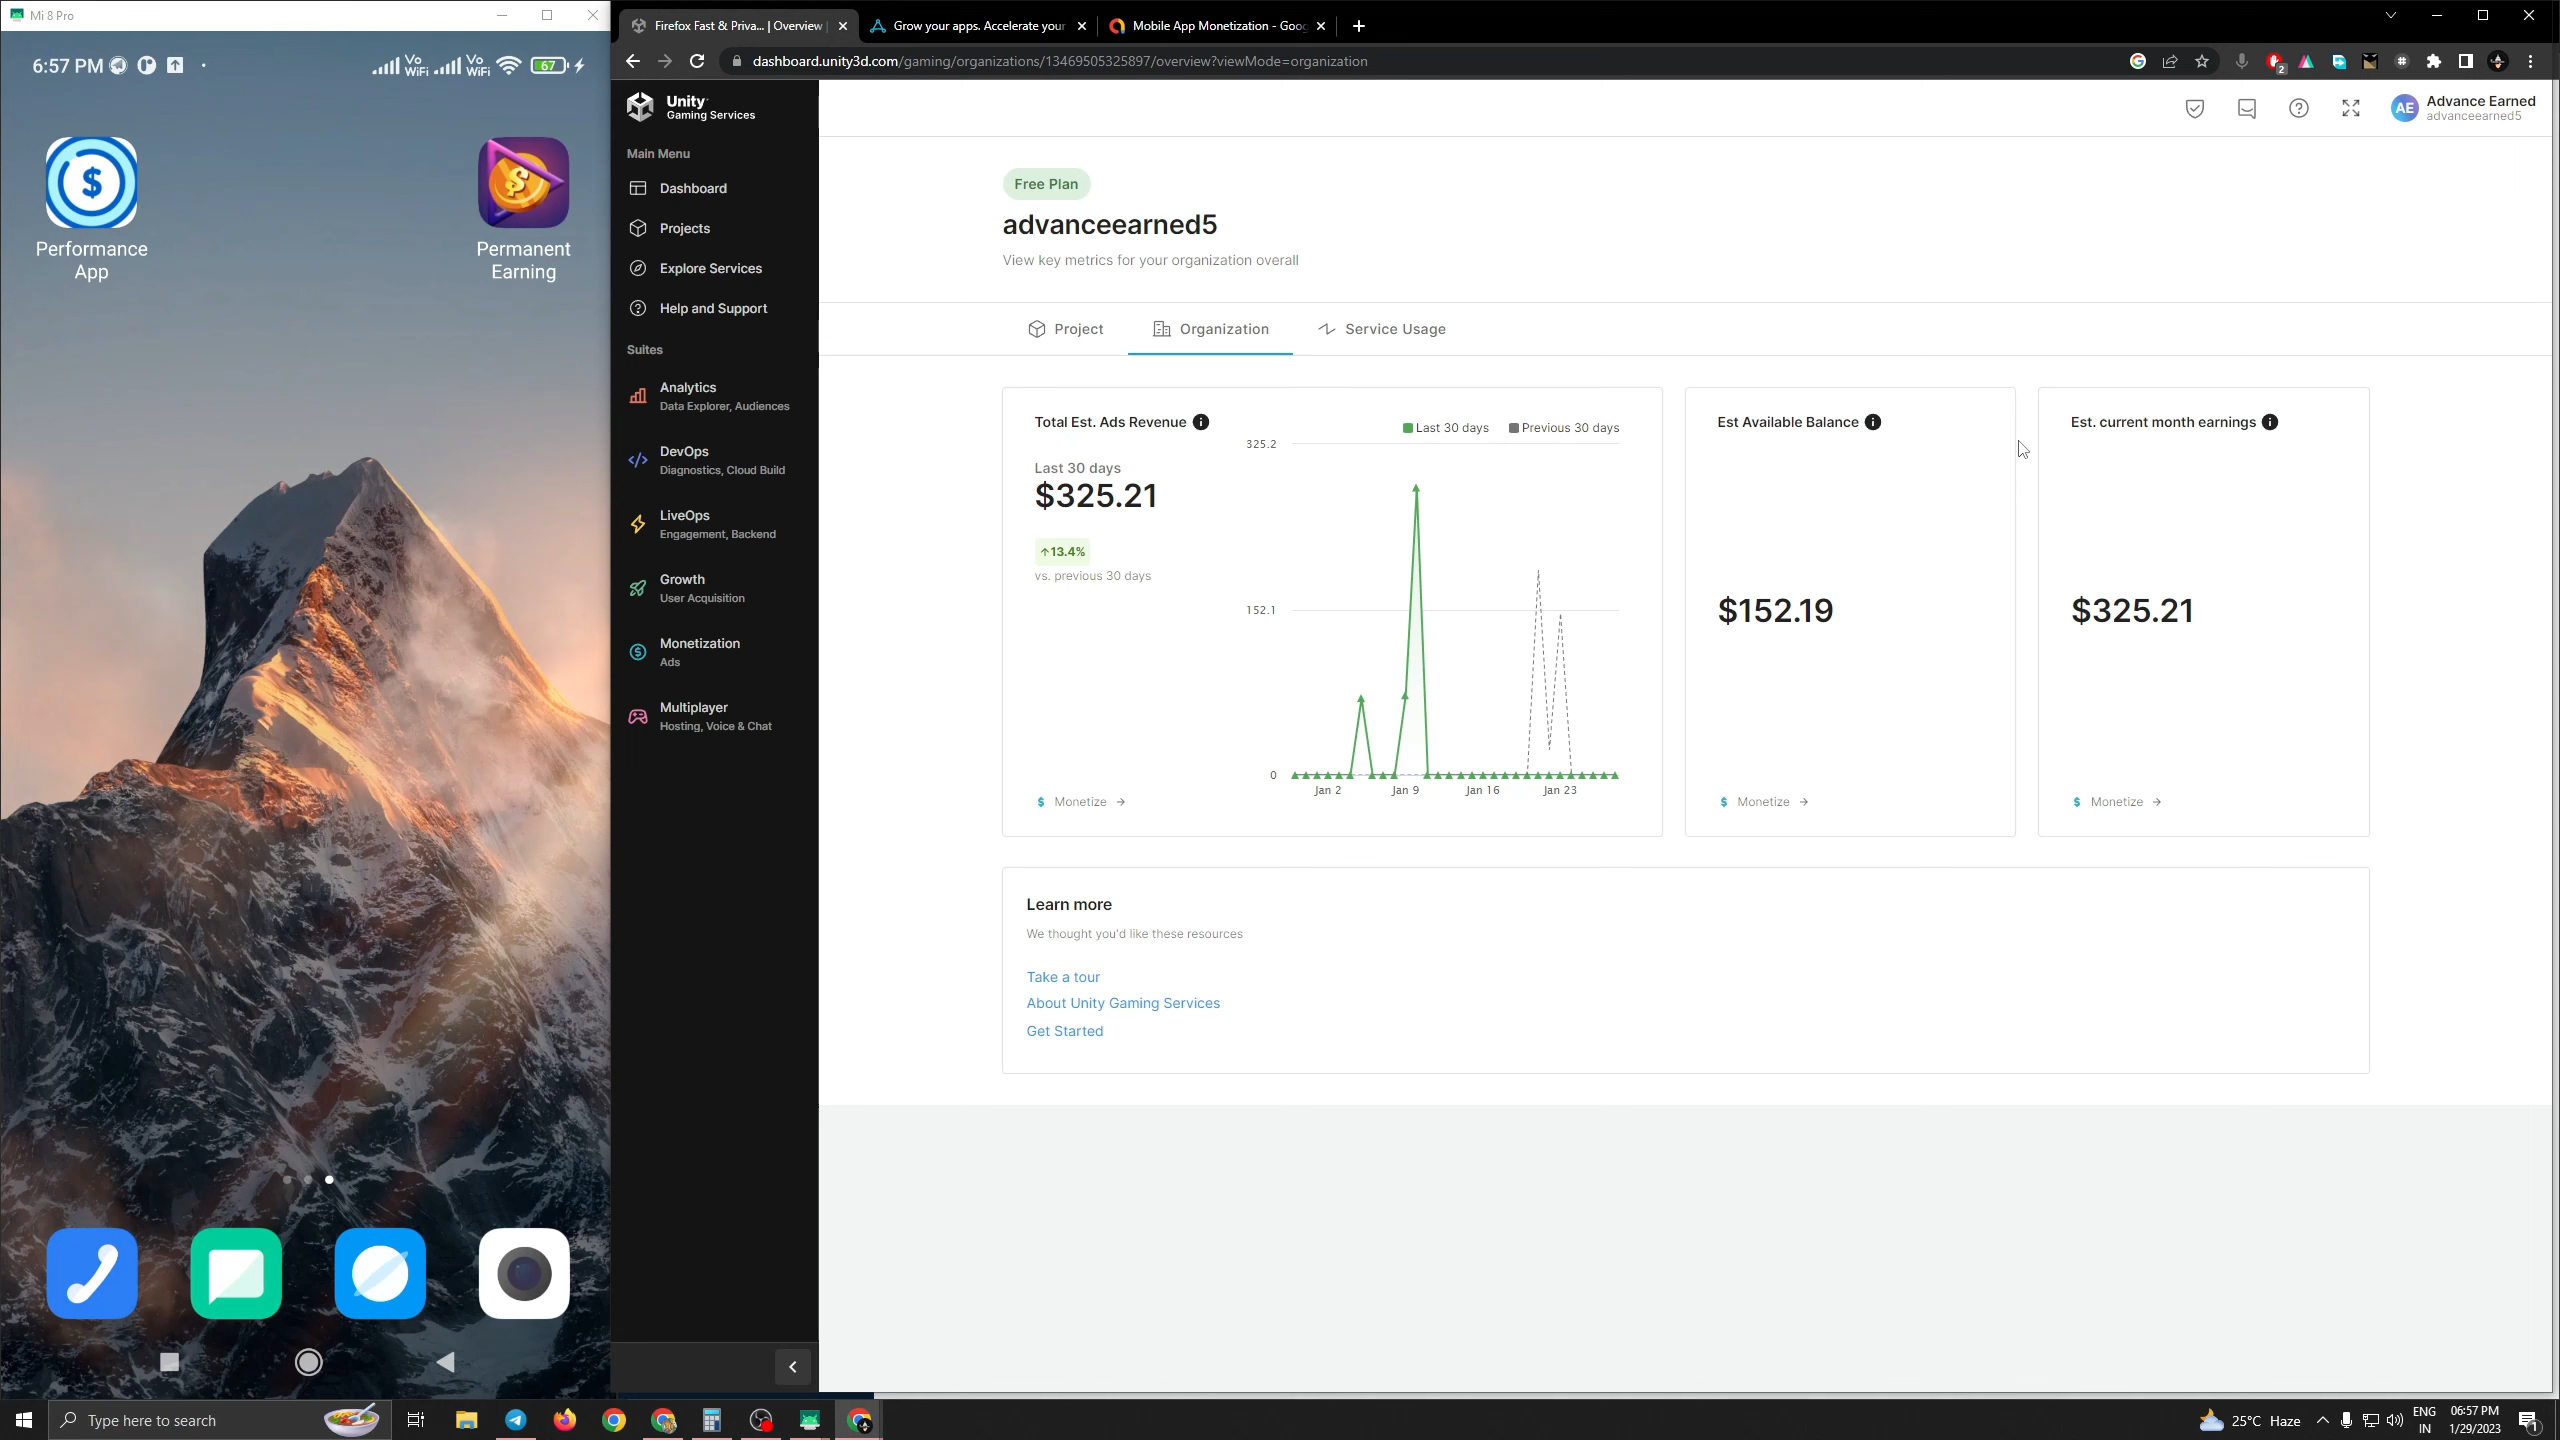 Mi 8 Pro
6:57 PM
Vo WiFi
Vo WiFi
67
Performance App
Permanent Earning
Firefox Fast & Priva... | Overview |
Grow your apps. Accelerate your
Mobile App Monetization - Goo
dashboard.unity3d.com/gaming/organizations/13469505325897/overview?viewMode=organization
2
Unity
Gaming Services
Main Menu
Dashboard
Projects
Explore Services
Help and Support
Suites
Analytics
Data Explorer, Audiences
DevOps
Diagnostics, Cloud Build
LiveOps
Engagement, Backend
Growth
User Acquisition
Monetization
Ads
Multiplayer
Hosting, Voice & Chat
AE
Advance Earned
advanceearned5
Free Plan
advanceearned5
View key metrics for your organization overall
Project
Organization
Service Usage
Total Est. Ads Revenue
Last 30 days
$325.21
↑13.4%
vs. previous 30 days
Last 30 days
Previous 30 days
325.2
152.1
0
Jan 2
Jan 9
Jan 16
Jan 23
$ Monetize →
Est Available Balance
$152.19
$ Monetize →
Est. current month earnings
$325.21
$ Monetize →
Learn more
We thought you'd like these resources
Take a tour
About Unity Gaming Services
Get Started
Type here to search
25°C Haze
ENG
IN
06:57 PM
1/29/2023
1